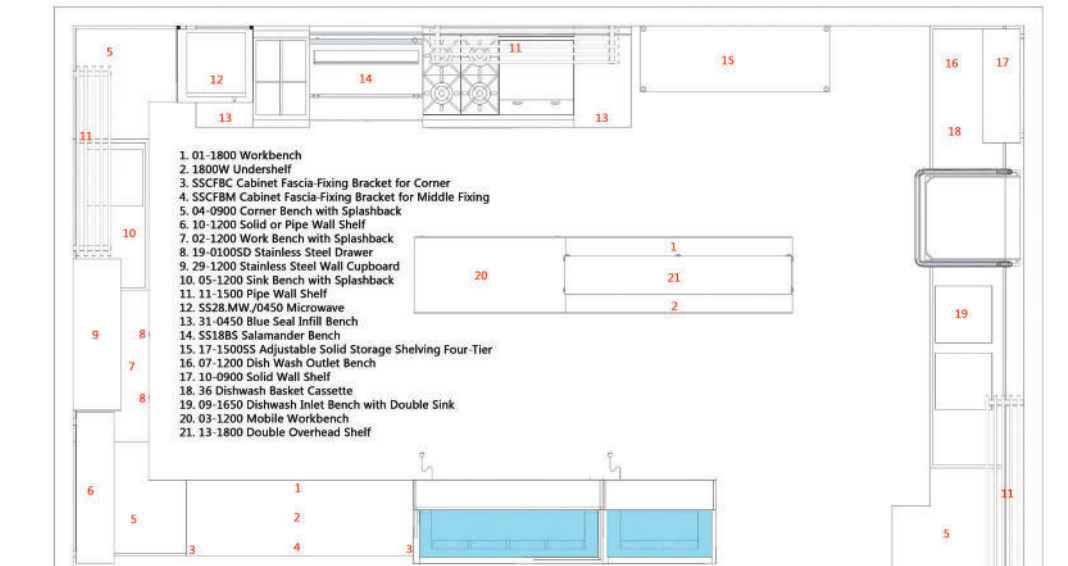 5
11
15
16
17
12
14
13
13
18
11
1. 01-1800 Workbench
2. 1800W Undershelf
3. SSCFBC Cabinet Fascia-Fixing Bracket for Corner
4. SSCFBM Cabinet Fascia-Fixing Bracket for Middle Fixing
5. 04-0900 Corner Bench with Splashback
6. 10-1200 Solid or Pipe Wall Shelf
7. 02-1200 Work Bench with Splashback
8. 19-0100SD Stainless Steel Drawer
9. 29-1200 Stainless Steel Wall Cupboard
10. 05-1200 Sink Bench with Splashback
11. 11-1500 Pipe Wall Shelf
12. SS28.MW./0450 Microwave
13. 31-0450 Blue Seal Infill Bench
14. SS18BS Salamander Bench
15. 17-1500SS Adjustable Solid Storage Shelving Four-Tier
16. 07-1200 Dish Wash Outlet Bench
17. 10-0900 Solid Wall Shelf
18. 36 Dishwash Basket Cassette
19. 09-1650 Dishwash Inlet Bench with Double Sink
20. 03-1200 Mobile Workbench
21. 13-1800 Double Overhead Shelf
10
1
20
21
2
19
9
8
7
8
6
5
1
2
3
4
3
11
5